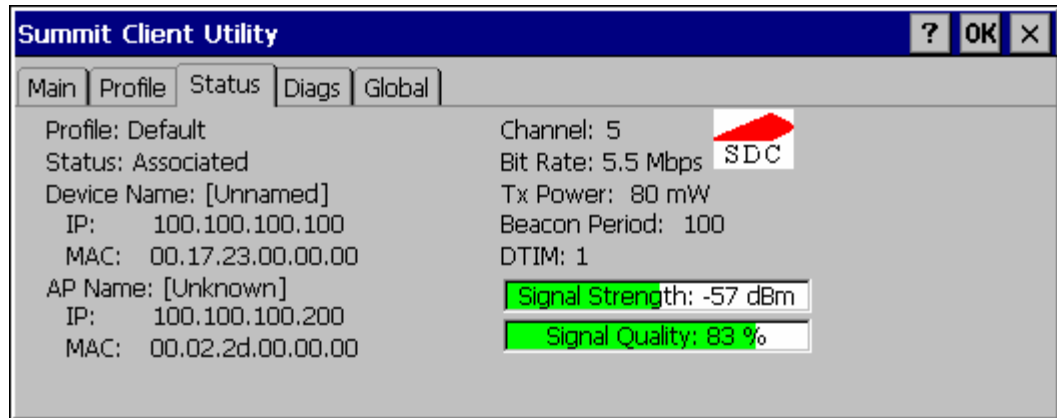 Summit Client Utility ? OK ×
Main Profile Status Diags Global
Profile: Default
Status: Associated
Device Name: [Unnamed]
IP: 100.100.100.100
MAC: 00.17.23.00.00.00
AP Name: [Unknown]
IP: 100.100.100.200
MAC: 00.02.2d.00.00.00
Channel: 5
Bit Rate: 5.5 Mbps
Tx Power: 80 mW
Beacon Period: 100
DTIM: 1
SDC
Signal Strength: -57 dBm
Signal Quality: 83 %